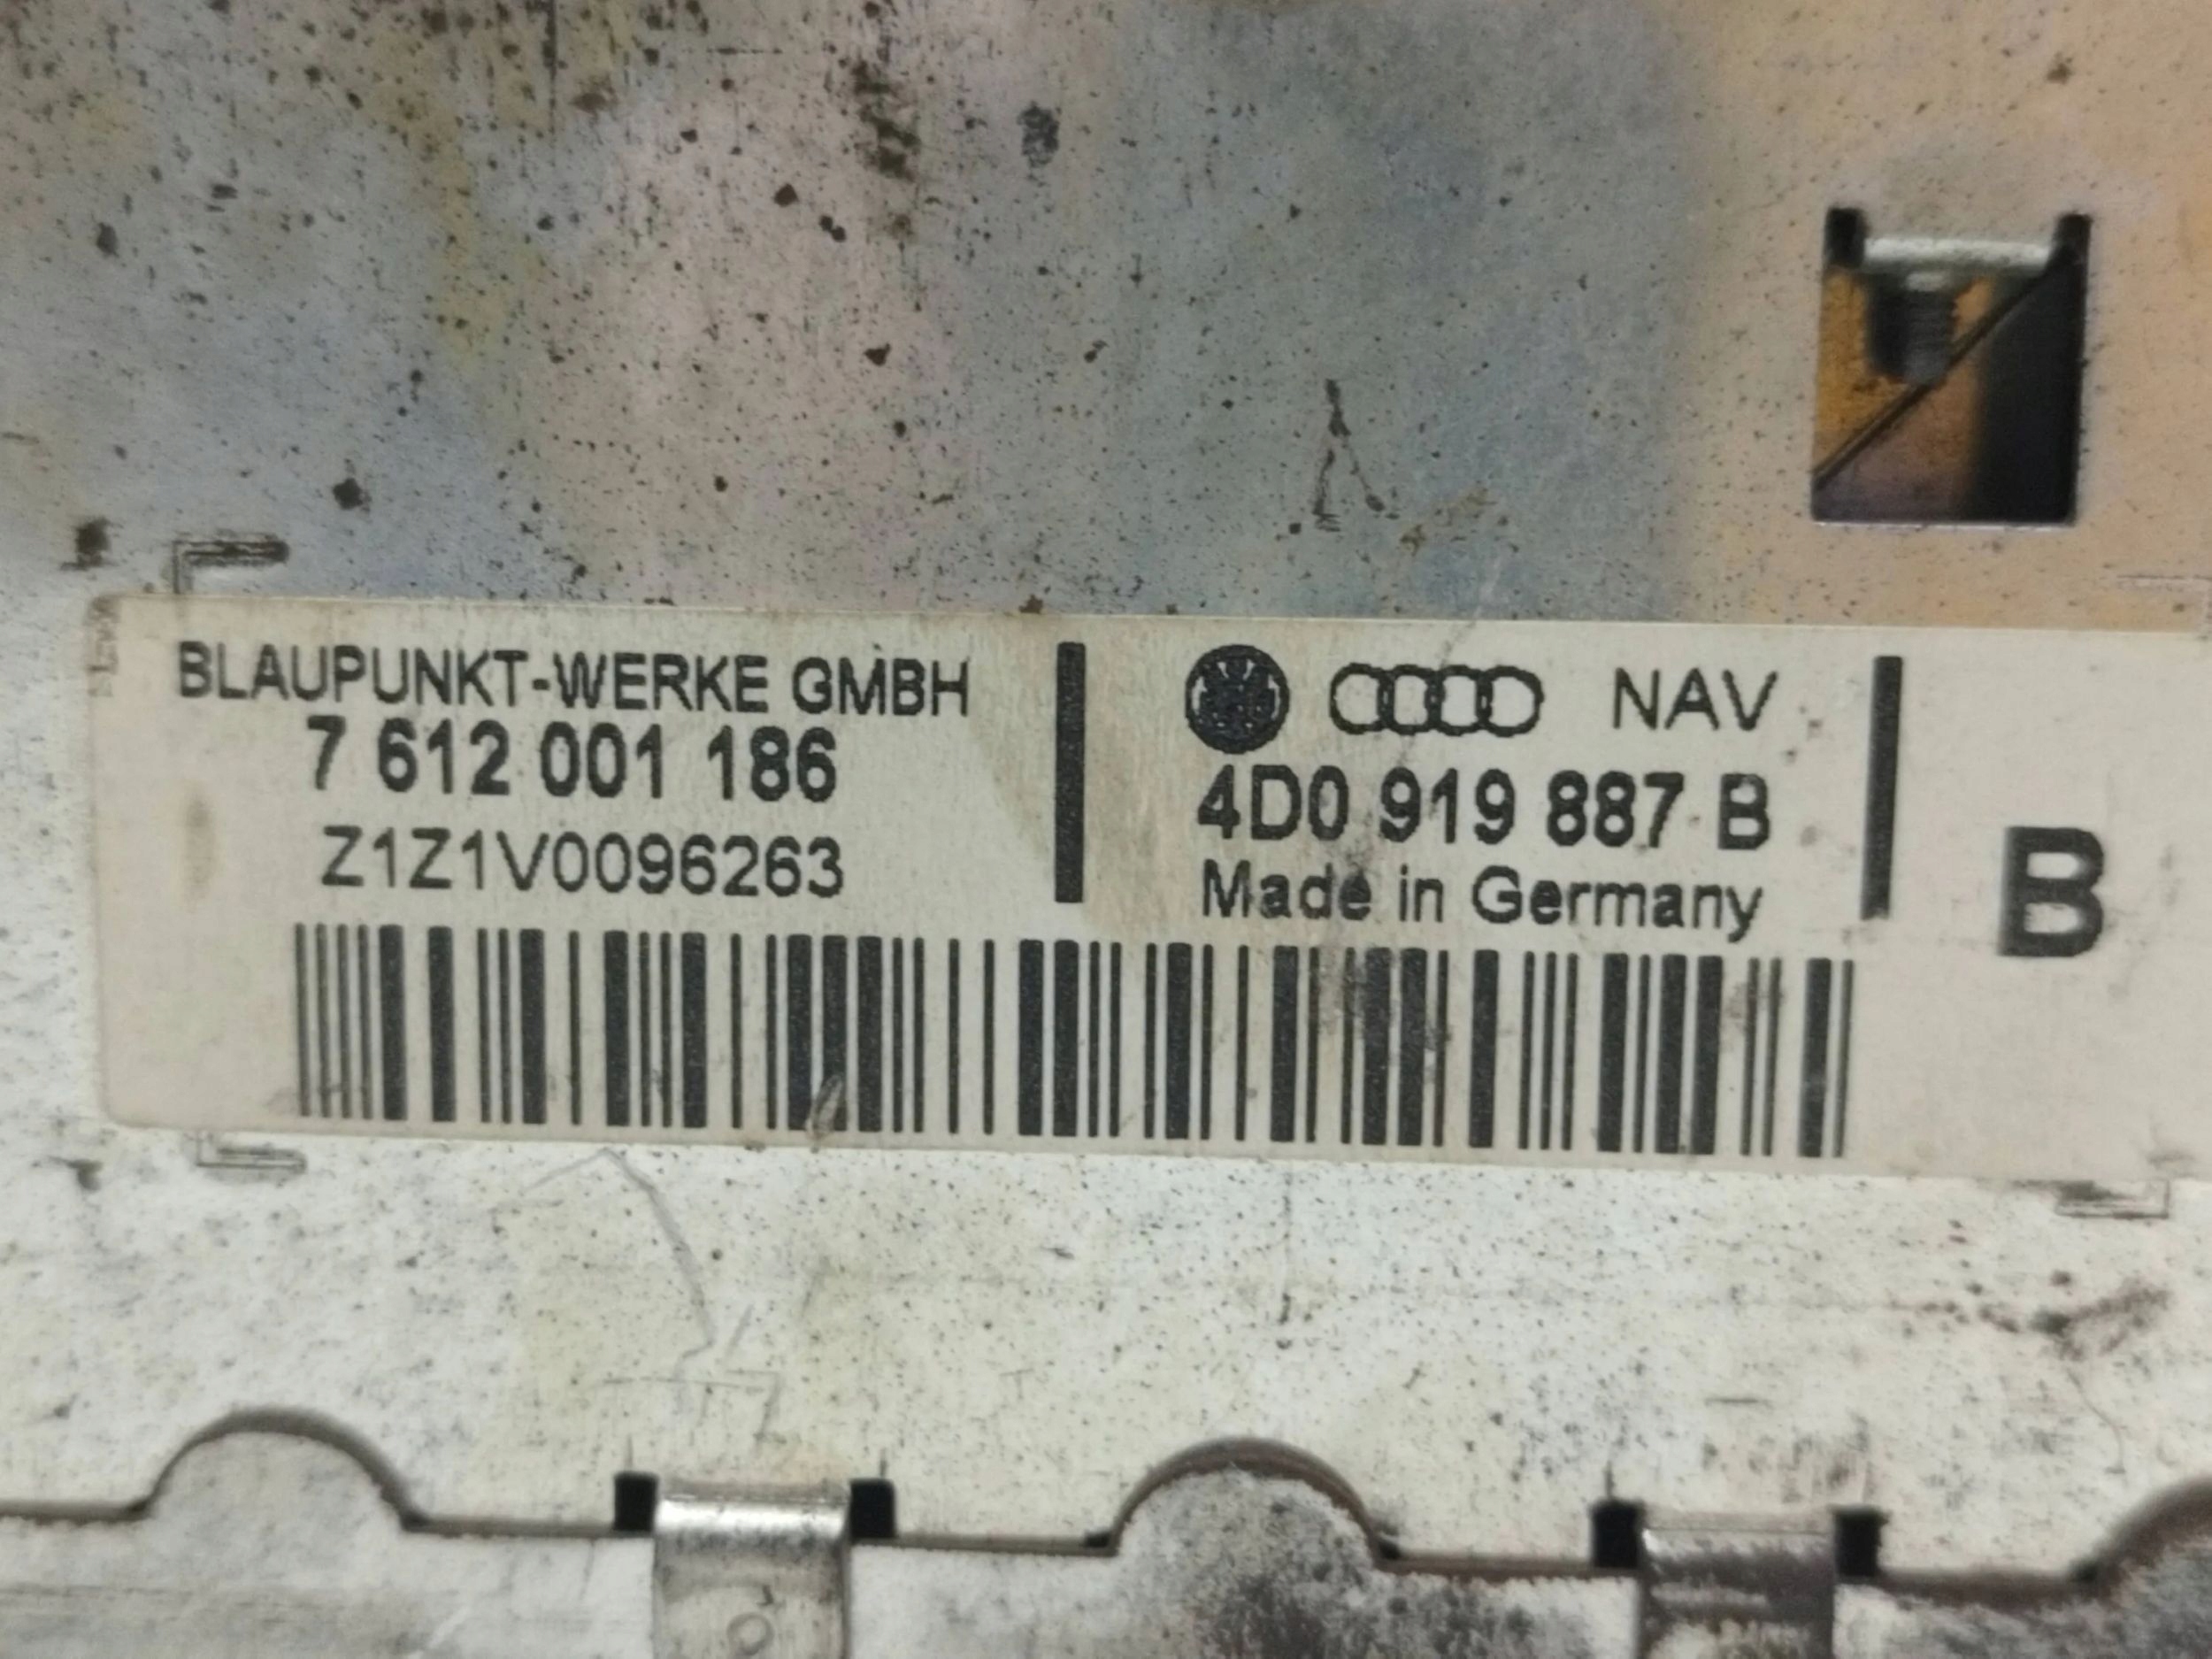 BLAUPUNKT-WERKE GMBH
7 612 001 186
Z1Z1V0096263
NAV
4D0 919 887 B
Made in Germany
B